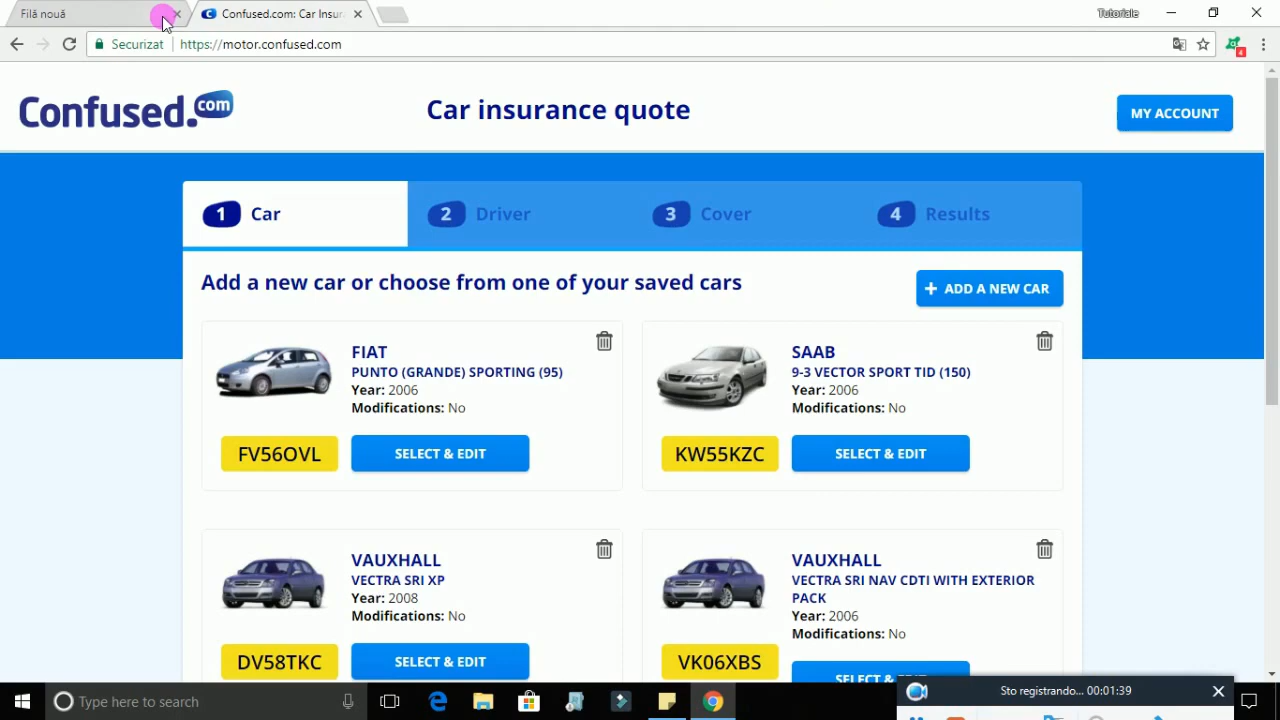 Filă nouă
Confused.com: Car Insur
Tutoriale
Securizat
https://motor.confused.com
4
Confused.com
Car insurance quote
MY ACCOUNT
1 Car
2 Driver
3 Cover
4 Results
Add a new car or choose from one of your saved cars
+ ADD A NEW CAR
FIAT
PUNTO (GRANDE) SPORTING (95)
Year: 2006
Modifications: No
FV56OVL
SELECT & EDIT
SAAB
9-3 VECTOR SPORT TID (150)
Year: 2006
Modifications: No
KW55KZC
SELECT & EDIT
VAUXHALL
VECTRA SRI XP
Year: 2008
Modifications: No
DV58TKC
SELECT & EDIT
VAUXHALL
VECTRA SRI NAV CDTI WITH EXTERIOR
PACK
Year: 2006
Modifications: No
VK06XBS
SELECT & EDIT
Type here to search
Sto registrando... 00:01:39